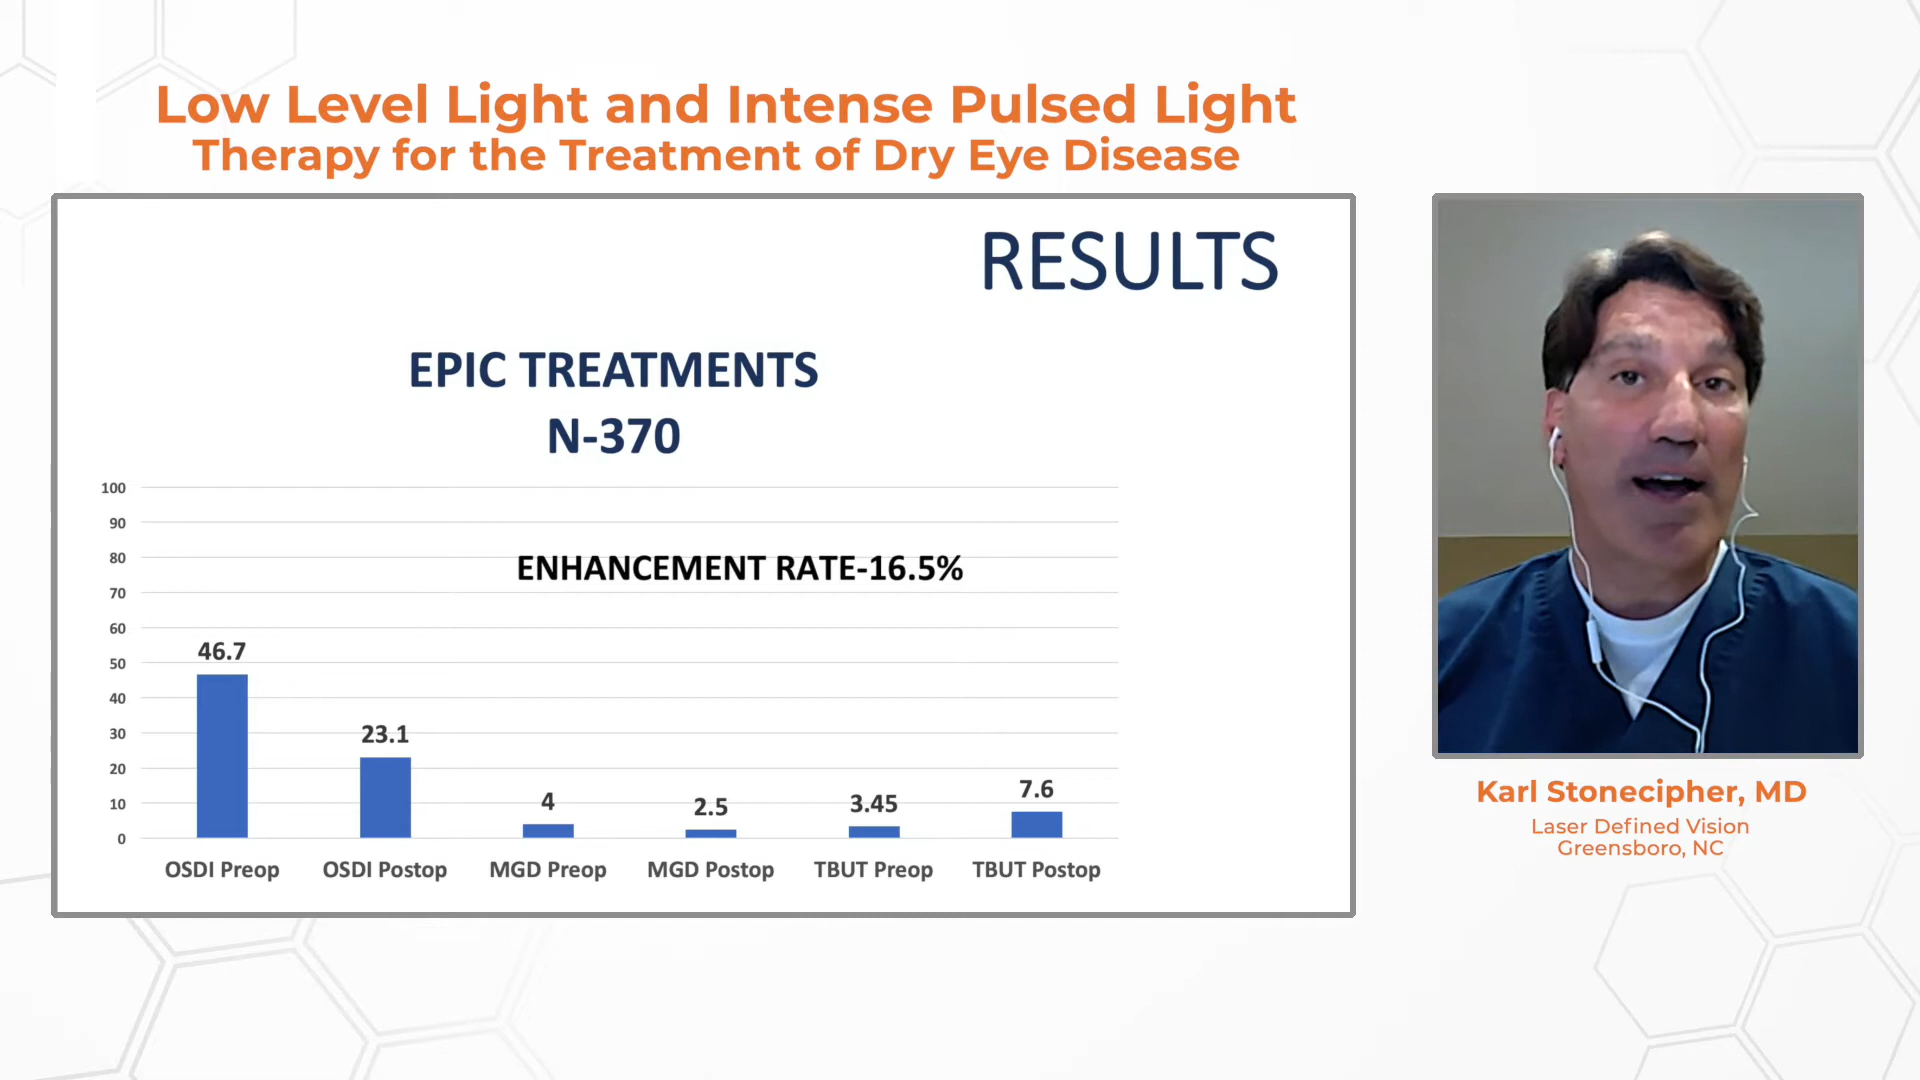 Low Level Light and Intense Pulsed Light
Therapy for the Treatment of Dry Eye Disease
RESULTS
EPIC TREATMENTS
N-370
100
90
80
70
60
50
40
30
20
10
0
ENHANCEMENT RATE-16.5%
46.7
23.1
4
2.5
3.45
7.6
OSDI Preop
OSDI Postop
MGD Preop
MGD Postop
TBUT Preop
TBUT Postop
Karl Stonecipher, MD
Laser Defined Vision
Greensboro, NC